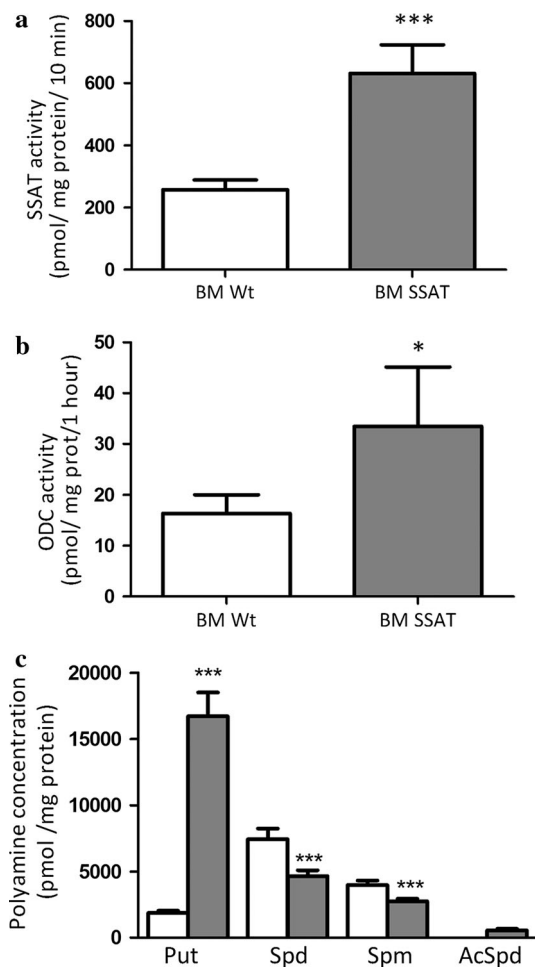 a
SSAT activity
(pmol/ mg protein/ 10 min)
800
600
400
200
0
***
BM Wt
BM SSAT
b
ODC activity
(pmol/ mg prot/1 hour)
50
40
30
20
10
0
*
BM Wt
BM SSAT
c
Polyamine concentration
(pmol /mg protein)
20000
15000
10000
5000
0
***
***
***
Put
Spd
Spm
AcSpd